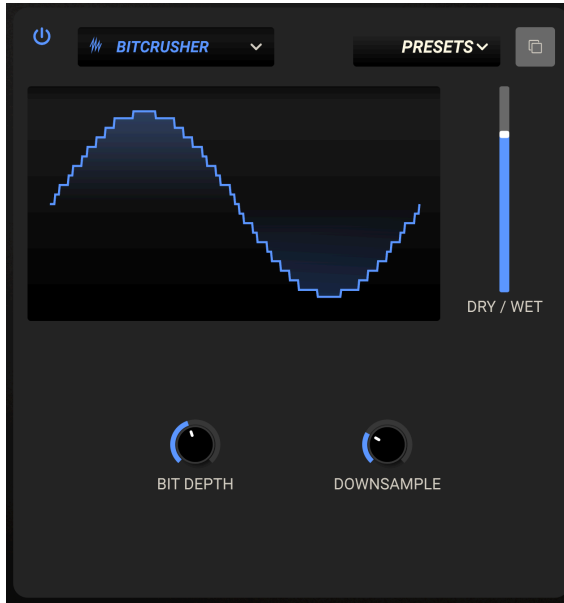 BITCRUSHER
PRESETS
DRY / WET
BIT DEPTH
DOWNSAMPLE